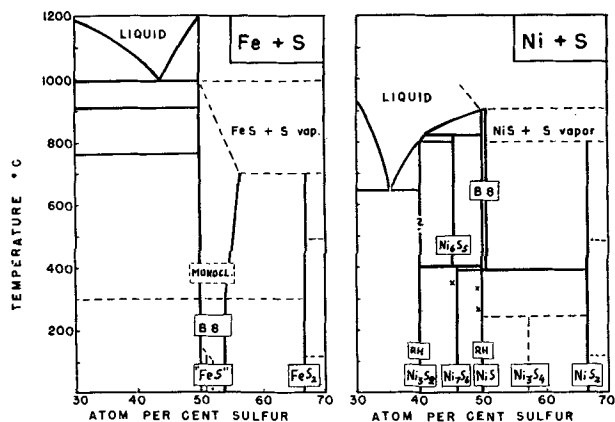 1200
1000
800
600
400
200
TEMPERATURE °C
LIQUID
Fe + S
FeS + S vap.
MONOCL.
B 8
"FeS"
FeS₂
30 40 50 60 70
ATOM PER CENT SULFUR
Ni + S
LIQUID
NiS + S vapor
B 8
Ni₆S₅
RH
RH
Ni₃S₂
Ni₇S₆
NiS
Ni₃S₄
NiS₂
30 40 50 60 70
ATOM PER CENT SULFUR